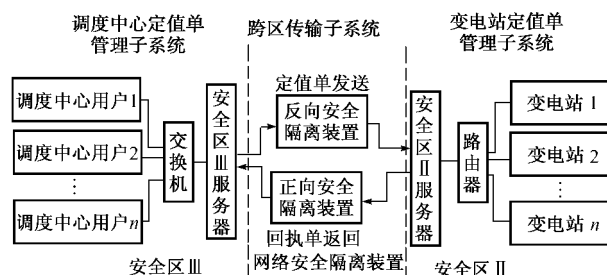 调度中心定值单
管理子系统
跨区传输子系统
变电站定值单
管理子系统
调度中心用户1
调度中心用户2
⋮
调度中心用户n
交换机
安全区Ⅲ服务器
定值单发送
反向安全
隔离装置
正向安全
隔离装置
回执单返回
网络安全隔离装置
安全区Ⅱ服务器
路由器
变电站 1
变电站 2
⋮
变电站 n
安全区Ⅲ
安全区Ⅱ